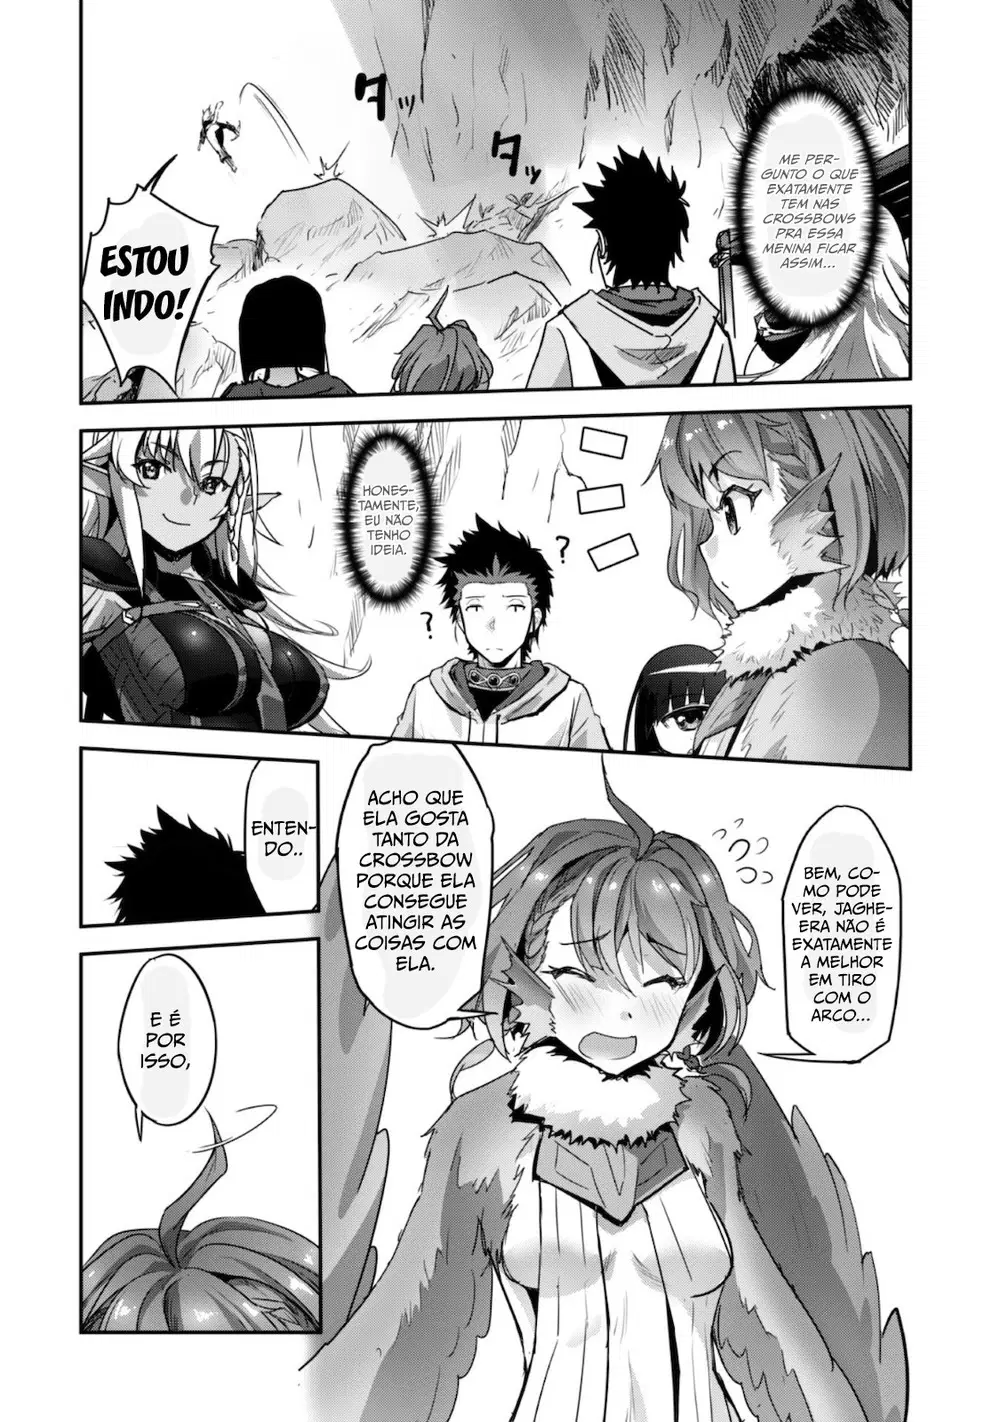 タッ
タッ
ME PER-
GUNTO O QUE
EXATAMENTE
TEM NAS
CROSSBOWS
PRA ESSA
MENINA FICAR
ASSIM...
ESTOU
INDO!
HONES-
TAMENTE,
EU NÃO
TENHO
IDEIA.
?
?
BEM, CO-
MO PODE
VER, JAGHE-
ERA NÃO É
EXATAMENTE
A MELHOR
EM TIRO
COM O
ARCO...
ACHO QUE
ELA GOSTA
TANTO DA
CROSSBOW
PORQUE ELA
CONSEGUE
ATINGIR AS
COISAS COM
ELA.
ENTEN-
DO..
E É
POR
ISSO,